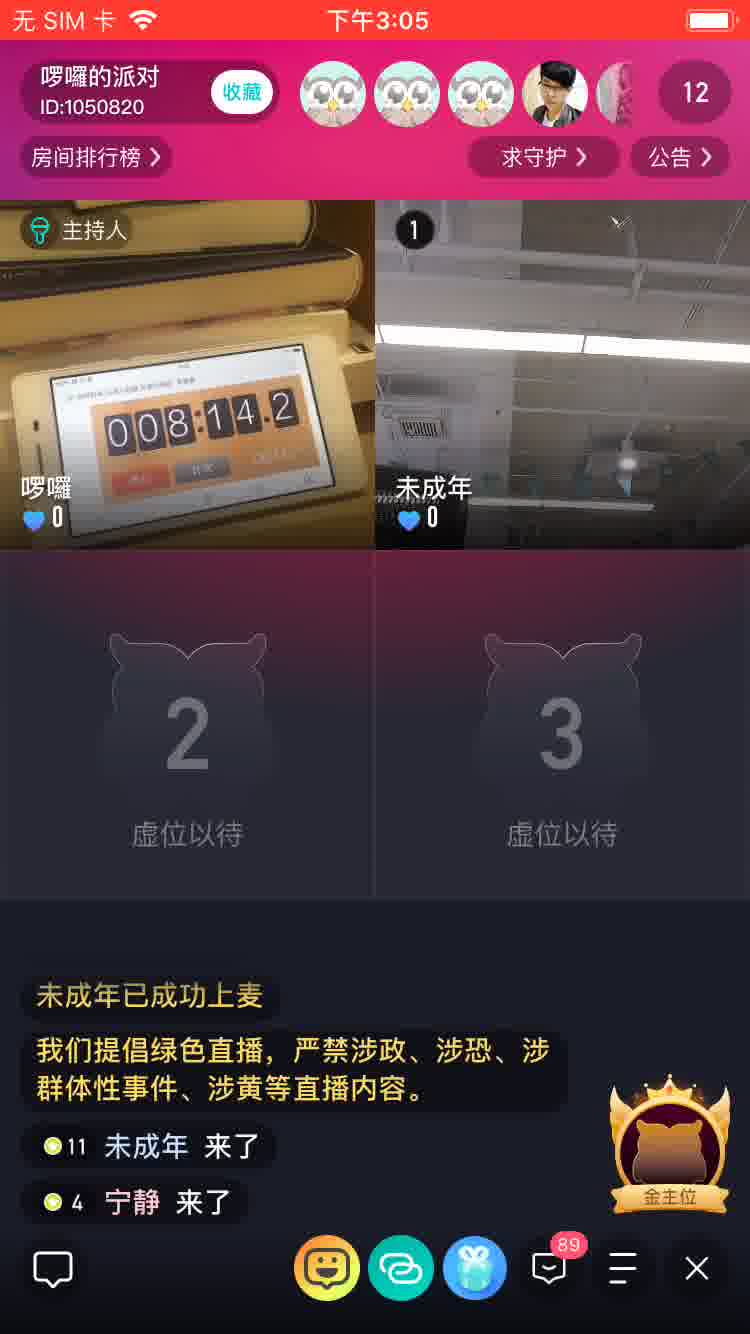 无 SIM 卡
下午3:05
啰囉的派对
ID:1050820
收藏
12
房间排行榜
求守护
公告
主持人
1
008:14.2
啰囉
0
未成年
0
2
3
虚位以待
虚位以待
未成年已成功上麦
我们提倡绿色直播，严禁涉政、涉恐、涉
群体性事件、涉黄等直播内容。
11 未成年 来了
4 宁静 来了
金主位
89